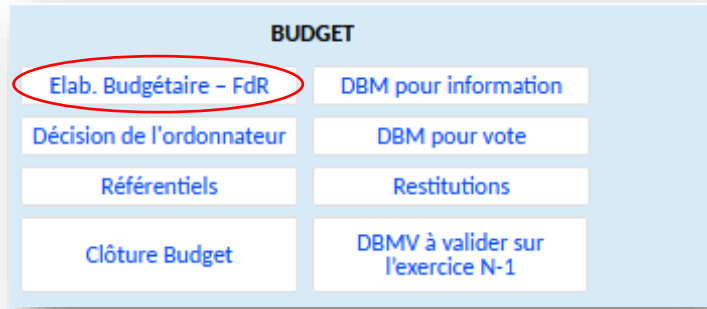 BUDGET
Elab. Budgétaire – FdR
DBM pour information
Décision de l'ordonnateur
DBM pour vote
Référentiels
Restitutions
Clôture Budget
DBMV à valider sur
l'exercice N-1